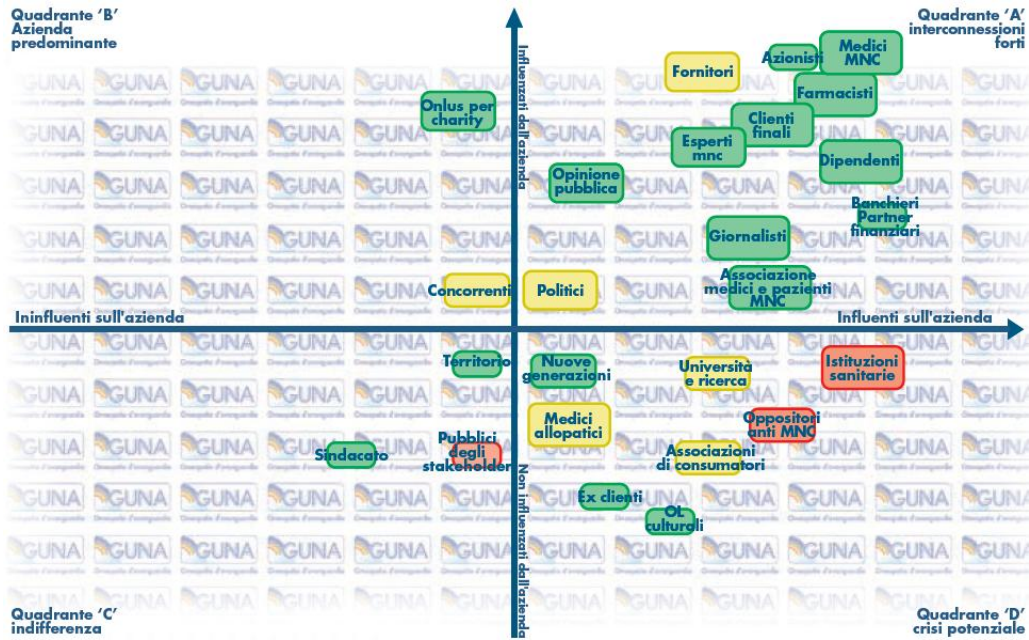 Quadrante 'B'
Azienda
predominante
Quadrante 'A'
interconnessioni
forti
Influenzati dall'azienda
Fornitori
Azionisti
Medici
MNC
Farmacisti
Onlus per
charity
Clienti
finali
Esperti
mnc
Dipendenti
Opinione
pubblica
Banchieri
Partner
finanziari
Giornalisti
Associazione
medici e pazienti
MNC
Concorrenti
Politici
Ininfluenti sull'azienda
Influenti sull'azienda
Territorio
Nuove
generazioni
Università
e ricerca
Istituzioni
sanitarie
Medici
allopatici
Oppositori
anti MNC
Sindacato
Pubblici
degli
stakeholder
Associazioni
di consumatori
Non influenzati dall'azienda
Ex clienti
OL
culturali
Quadrante 'C'
indifferenza
Quadrante 'D'
crisi potenziale
GUNA